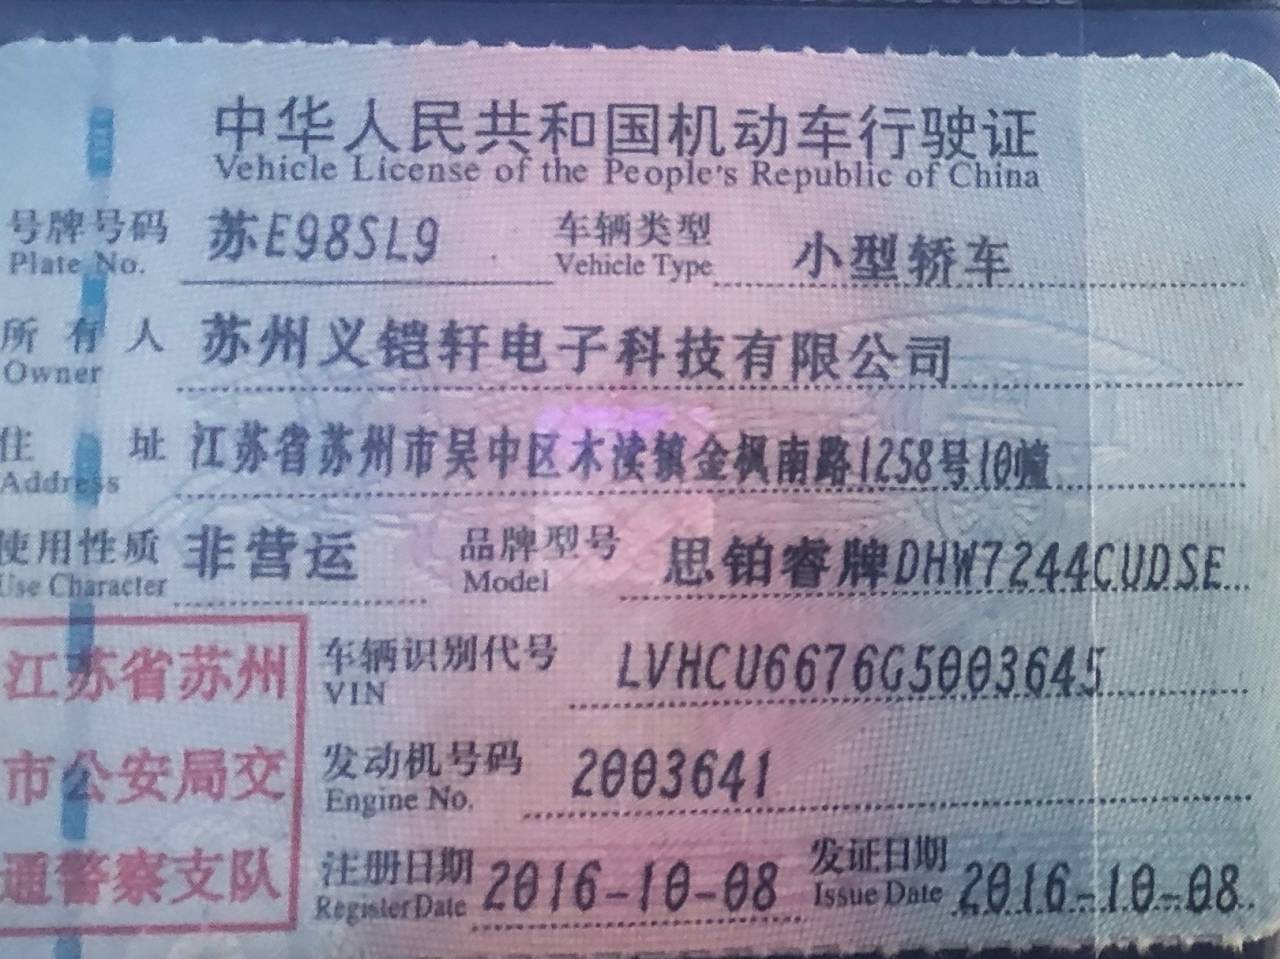 中华人民共和国机动车行驶证
Vehicle License of the People's Republic of China
号牌号码 苏E98SL9 车辆类型 小型轿车
Plate No. Vehicle Type
所有人 苏州义铠轩电子科技有限公司
Owner
住址 江苏省苏州市吴中区木渎镇金枫南路1258号10幢
Address
使用性质 非营运 品牌型号 思铂睿牌DHW7244CUDSE
Use Character Model
车辆识别代号 LVHCU6676G5003645
VIN
发动机号码 2003641
Engine No.
注册日期 2016-10-08 发证日期 2016-10-08
Register Date Issue Date
江苏省苏州
市公安局交
通警察支队